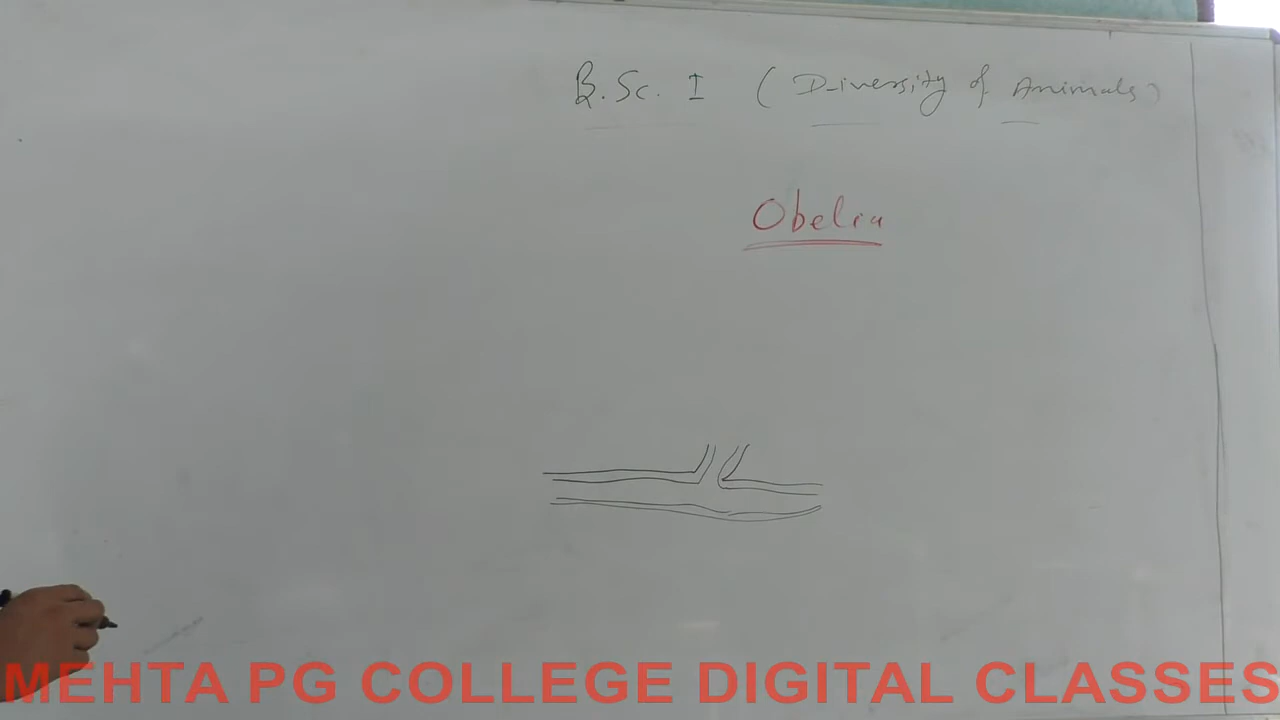 B.Sc. I (Diversity of Animals)
Obelia
MEHTA PG COLLEGE DIGITAL CLASSES